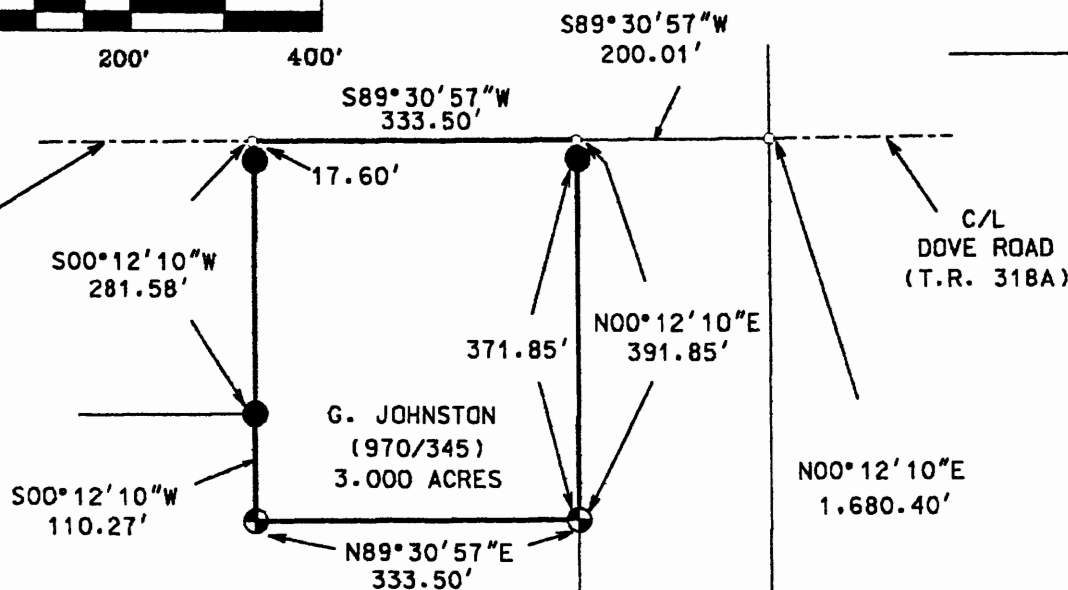 200' 400'
S89°30'57"W
200.01'
S89°30'57"W
333.50'
17.60'
C/L
DOVE ROAD
(T.R. 318A)
S00°12'10"W
281.58'
371.85'
N00°12'10"E
391.85'
G. JOHNSTON
(970/345)
3.000 ACRES
N00°12'10"E
1,680.40'
S00°12'10"W
110.27'
N89°30'57"E
333.50'